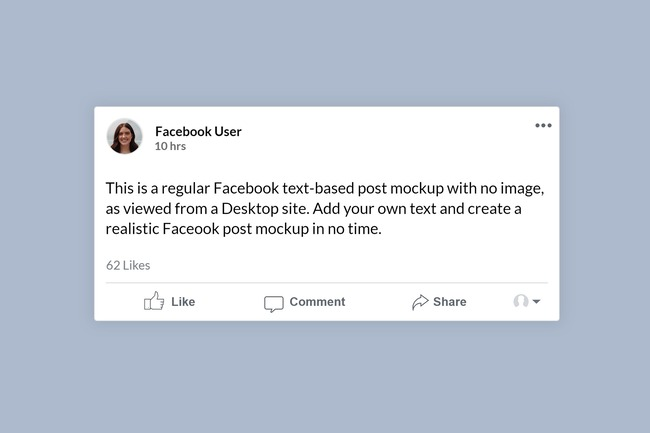 Facebook User
10 hrs
This is a regular Facebook text-based post mockup with no image,
as viewed from a Desktop site. Add your own text and create a
realistic Faceook post mockup in no time.
62 Likes
Like Comment Share